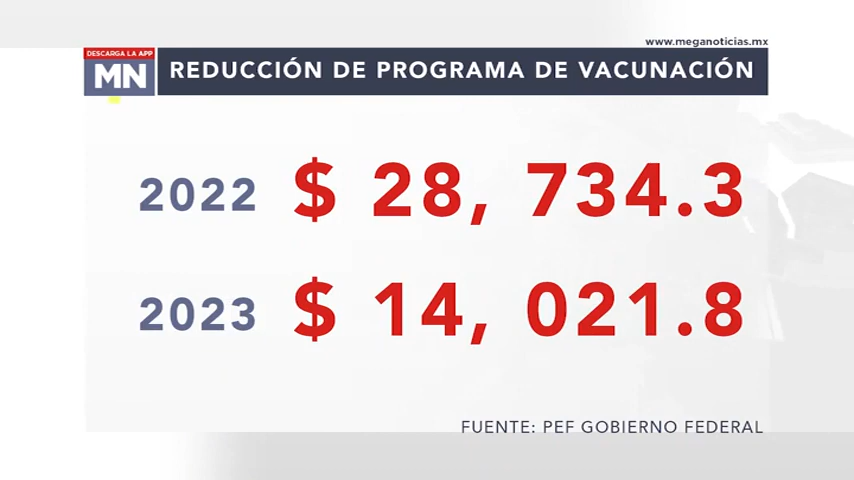 www.meganoticias.mx
DESCARGA LA APP
MN
REDUCCIÓN DE PROGRAMA DE VACUNACIÓN
2022 $ 28, 734.3
2023 $ 14, 021.8
FUENTE: PEF GOBIERNO FEDERAL